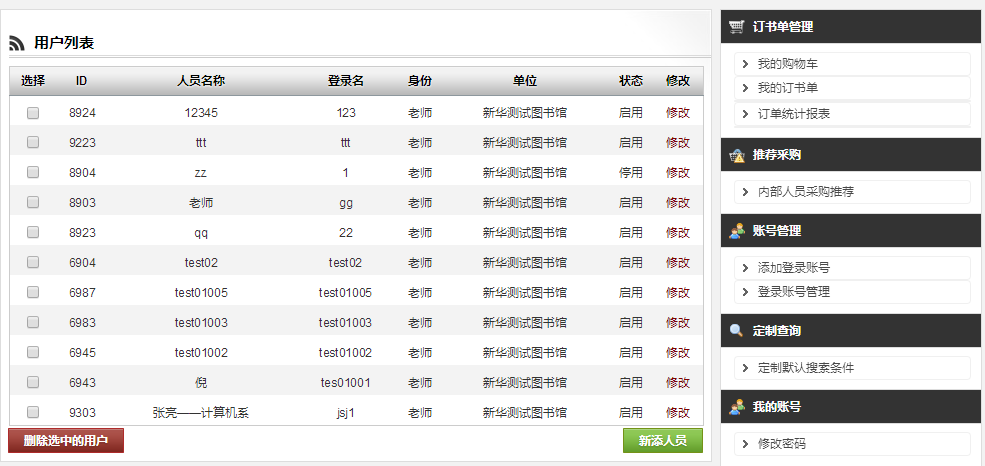 用户列表
选择 ID 人员名称 登录名 身份 单位 状态 修改
8924 12345 123 老师 新华测试图书馆 启用 修改
9223 ttt ttt 老师 新华测试图书馆 启用 修改
8904 zz 1 老师 新华测试图书馆 停用 修改
8903 老师 gg 老师 新华测试图书馆 启用 修改
8923 qq 22 老师 新华测试图书馆 启用 修改
6904 test02 test02 老师 新华测试图书馆 启用 修改
6987 test01005 test01005 老师 新华测试图书馆 启用 修改
6983 test01003 test01003 老师 新华测试图书馆 启用 修改
6945 test01002 test01002 老师 新华测试图书馆 启用 修改
6943 倪 tes01001 老师 新华测试图书馆 启用 修改
9303 张亮——计算机系 jsj1 老师 新华测试图书馆 启用 修改
删除选中的用户 新添人员
订书单管理
我的购物车
我的订书单
订单统计报表
推荐采购
内部人员采购推荐
账号管理
添加登录账号
登录账号管理
定制查询
定制默认搜索条件
我的账号
修改密码